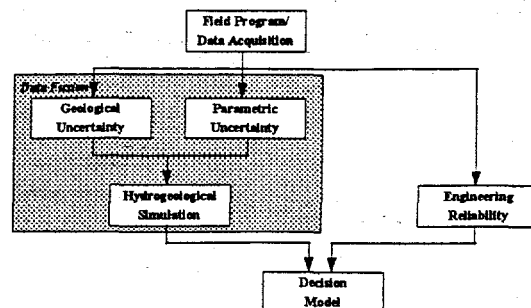 Field Program/
Data Acquisition
Data Fusion
Geological
Uncertainty
Parametric
Uncertainty
Hydrogeological
Simulation
Engineering
Reliability
Decision
Model